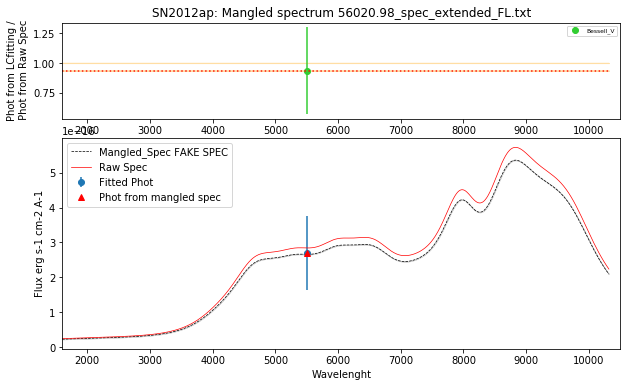 SN2012ap: Mangled spectrum 56020.98_spec_extended_FL.txt
Phot from LCfitting /
Phot from Raw Spec
1.25
1.00
0.75
Bessell_V
2000 3000 4000 5000 6000 7000 8000 9000 10000
1e−16
Flux erg s-1 cm-2 A-1
5
4
3
2
1
0
Mangled_Spec FAKE SPEC
Raw Spec
Fitted Phot
Phot from mangled spec
2000 3000 4000 5000 6000 7000 8000 9000 10000
Wavelenght